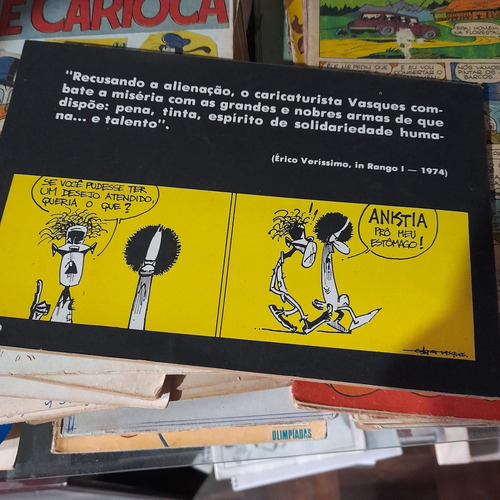 E CARIOCA
"Recusando a alienação, o caricaturista Vasques com-
bate a miséria com as grandes e nobres armas de que
dispõe: pena, tinta, espírito de solidariedade huma-
na... e talento".
(Érico Veríssimo, in Rango I — 1974)
SE VOCÊ PUDESSE TER
UM DESEJO ATENDIDO,
QUERIA O QUE?
!
ANISTIA
PRÔ MEU
ESTÔMAGO!
OLIMPÍADAS